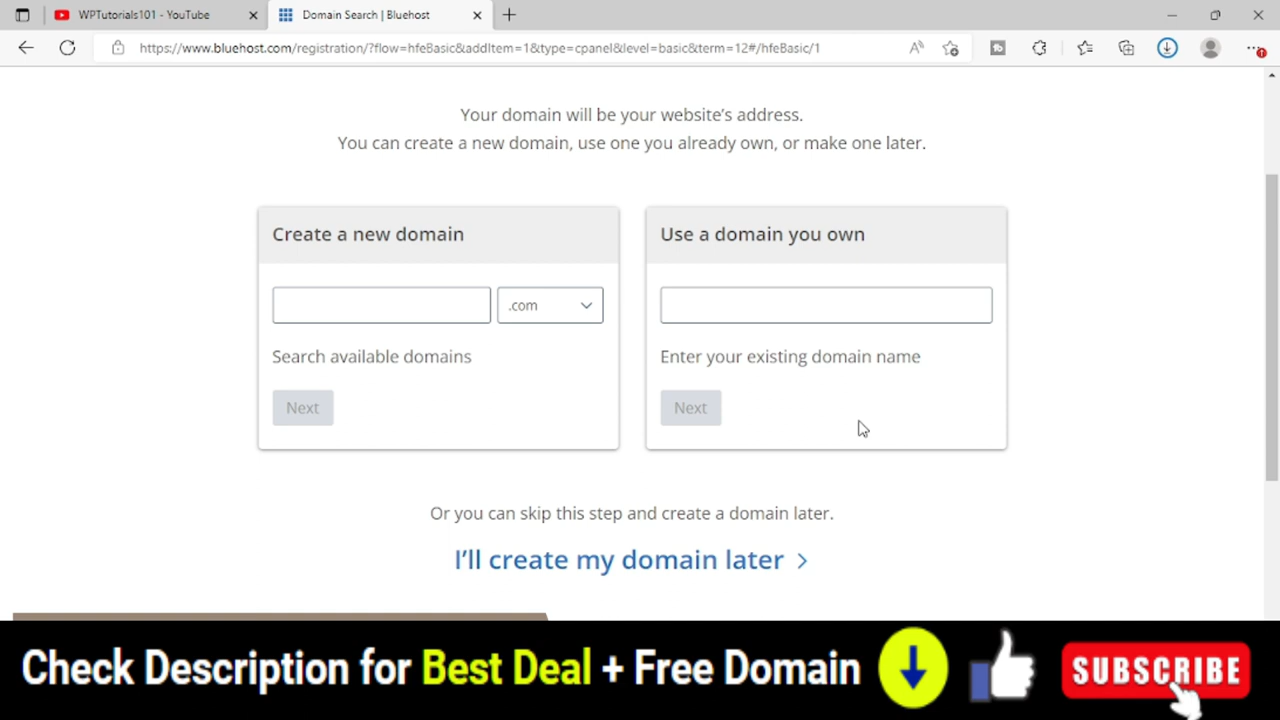 WPTutorials101 - YouTube
Domain Search | Bluehost
https://www.bluehost.com/registration/?flow=hfeBasic&addItem=1&type=cpanel&level=basic&term=12#/hfeBasic/1
Your domain will be your website's address.
You can create a new domain, use one you already own, or make one later.
Create a new domain
.com
Search available domains
Next
Use a domain you own
Enter your existing domain name
Next
Or you can skip this step and create a domain later.
I'll create my domain later >
Check Description for Best Deal + Free Domain
SUBSCRIBE